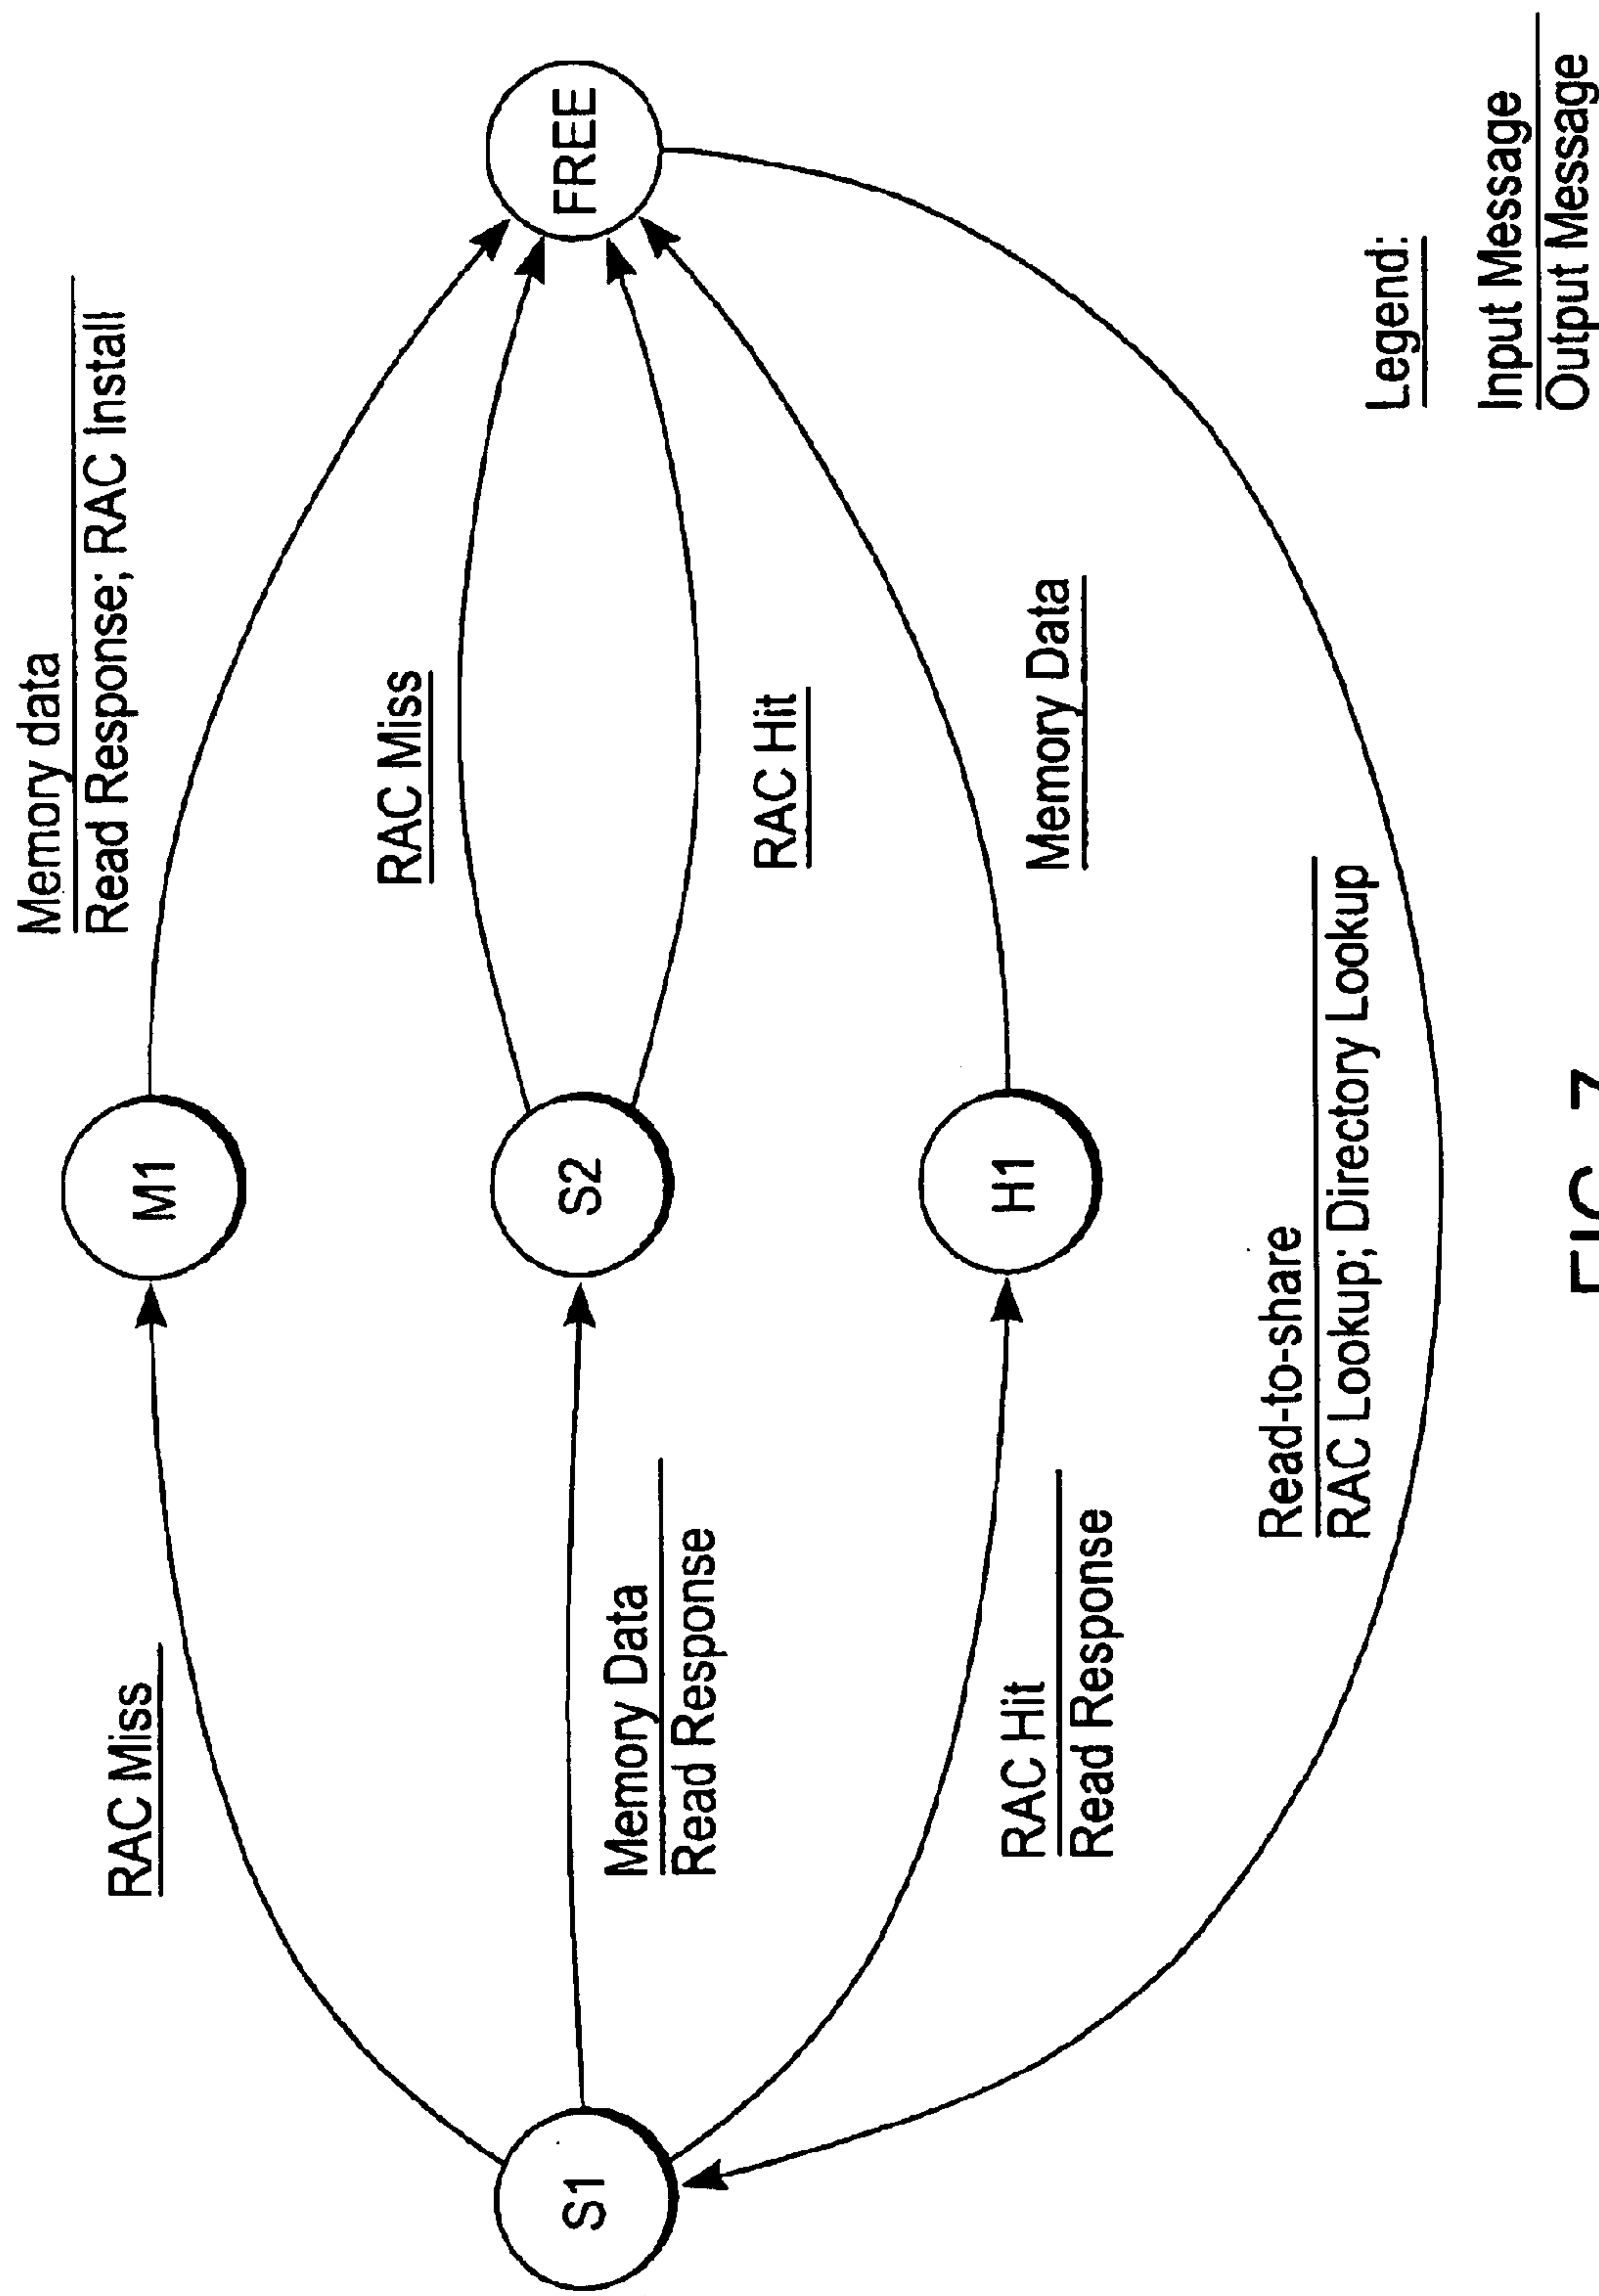 Memory data
Read Response; RAC Install
RAC Miss
M1
RAC Miss
Memory Data
Read Response
S1
S2
FREE
RAC Hit
RAC Hit
Read Response
H1
Memory Data
Read-to-share
RAC Lookup; Directory Lookup
Legend:
Input Message
Output Message
FIG. 7